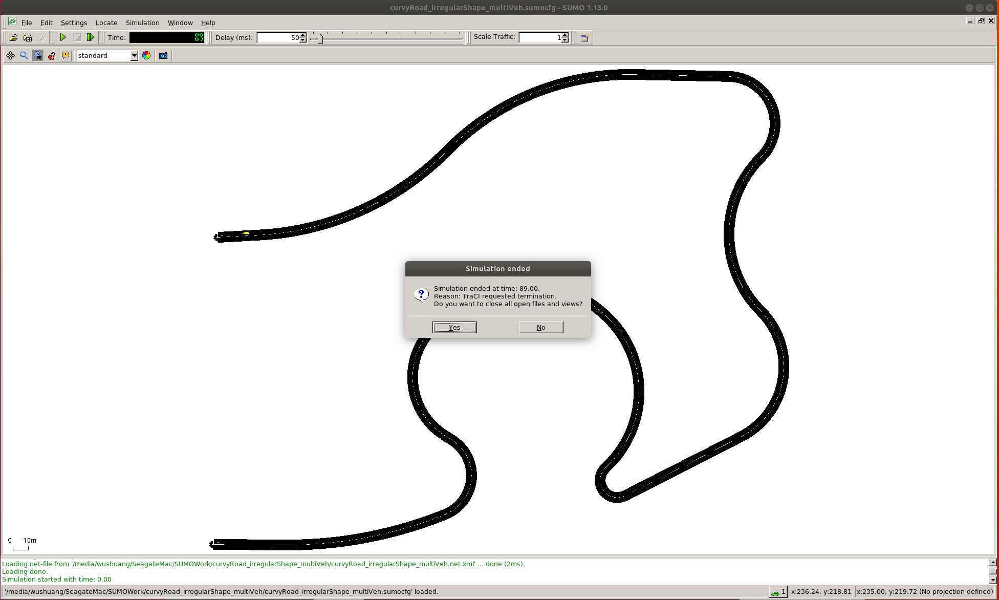 curvyRoad_irregularShape_multiVeh.sumocfg - SUMO 1.13.0
File Edit Settings Locate Simulation Window Help
Time: 89 Delay (ms): 50 Scale Traffic: 1
standard
Simulation ended
Simulation ended at time: 89.00.
Reason: TraCI requested termination.
Do you want to close all open files and views?
Yes No
0 10m
Loading net-file from '/media/wushuang/SeagateMac/SUMOWork/curvyRoad_irregularShape_multiVeh/curvyRoad_irregularShape_multiVeh.net.xml' ... done (2ms).
Loading done.
Simulation started with time: 0.00
'/media/wushuang/SeagateMac/SUMOWork/curvyRoad_irregularShape_multiVeh/curvyRoad_irregularShape_multiVeh.sumocfg' loaded. 1 x:236.24, y:218.81 x:235.00, y:219.72 (No projection defined)